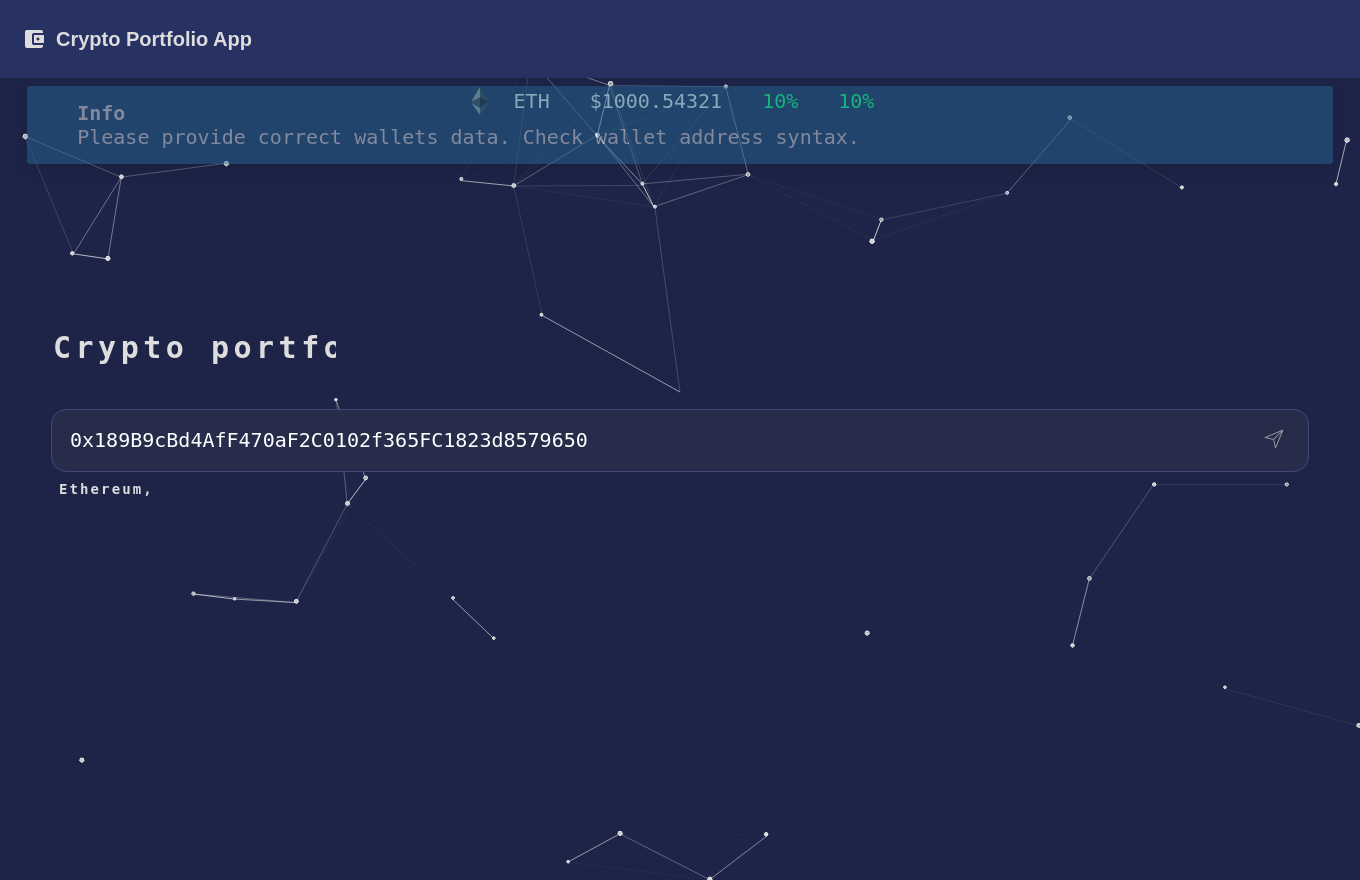 Crypto Portfolio App
ETH $1000.54321 10% 10%
Info
Please provide correct wallets data. Check wallet address syntax.
Crypto portfo
0x189B9cBd4AfF470aF2C0102f365FC1823d8579650
Ethereum,